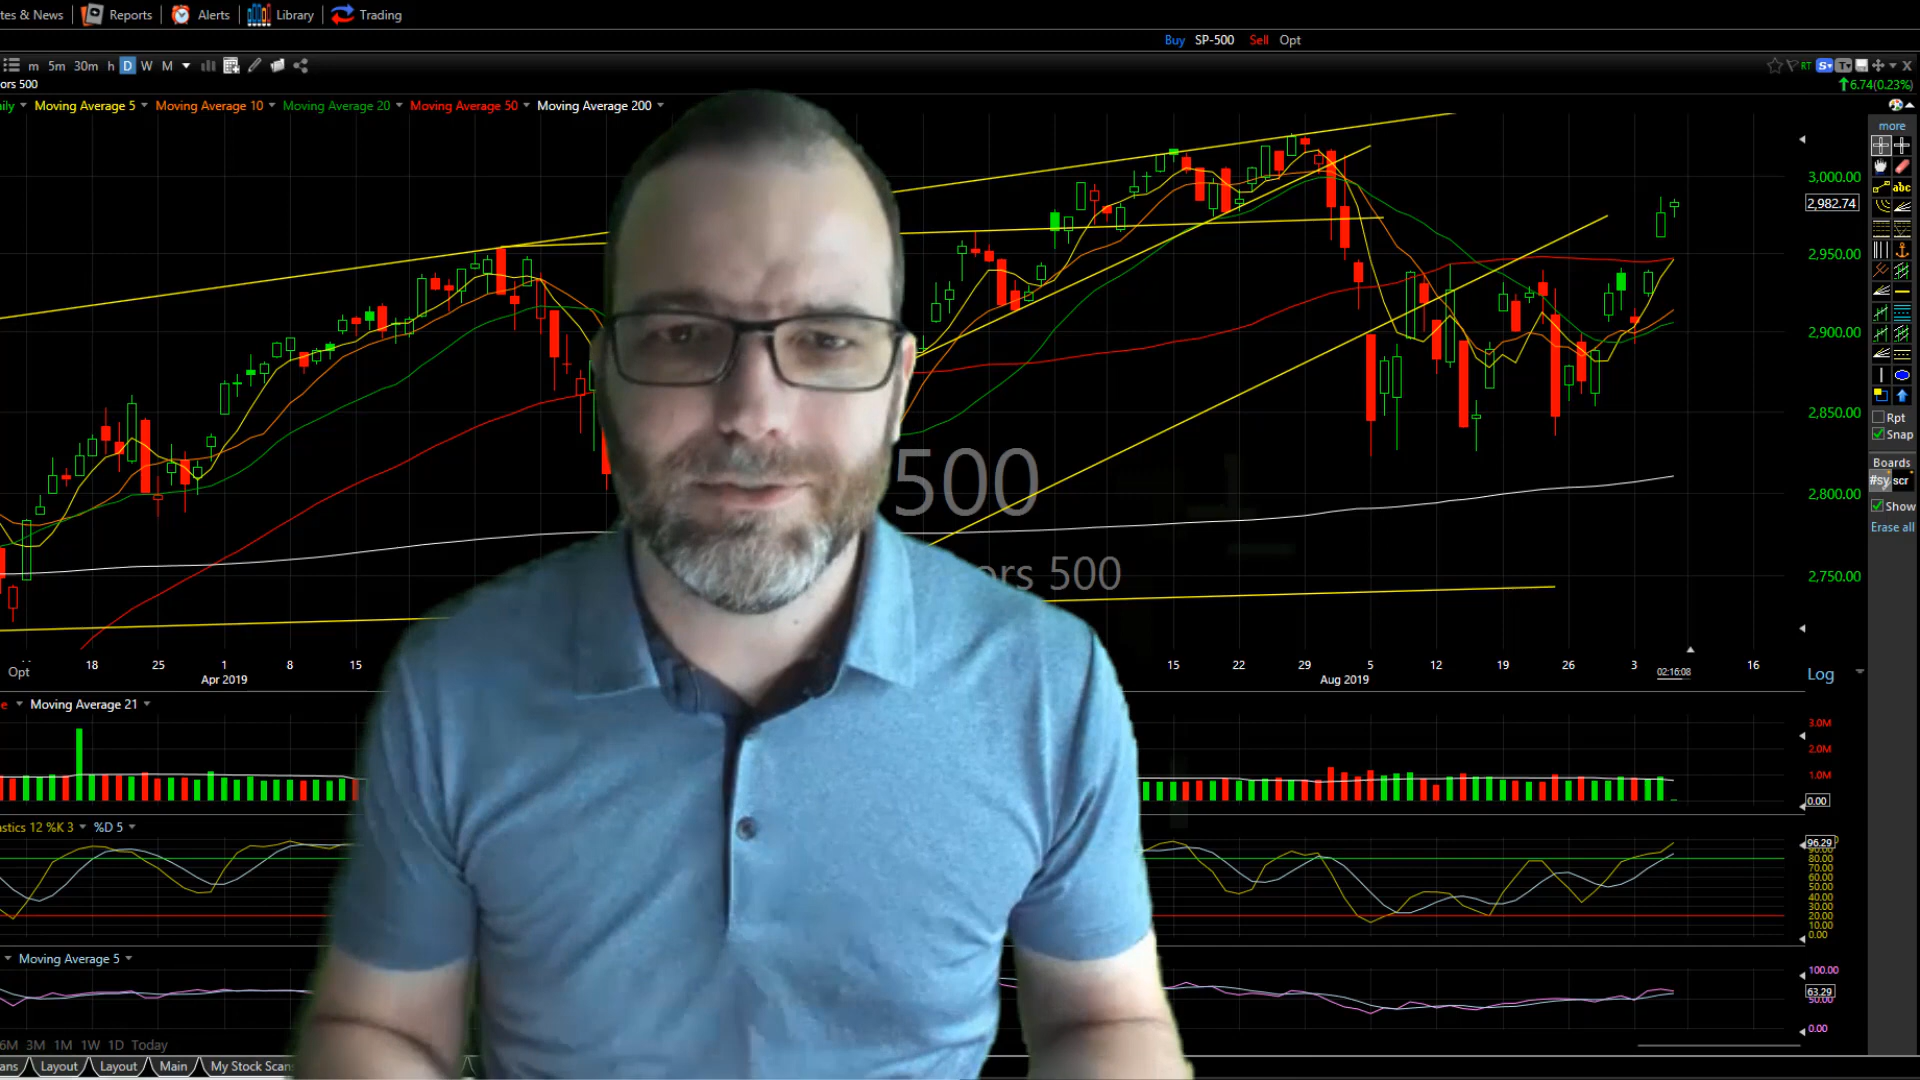 tes & News Reports Alerts Library Trading
Buy SP-500 Sell Opt
m 5m 30m h D W M
RT S T X
ors 500
6.74(0.23%)
ily Moving Average 5 Moving Average 10 Moving Average 20 Moving Average 50 Moving Average 200
more
abc
3,000.00
2,982.74
2,950.00
2,900.00
2,850.00
2,800.00
2,750.00
Rpt
Snap
Boards
#sy scr
Show
Erase all
500
ors 500
18 25 1 8 15 15 22 29 5 12 19 26 3 16
Opt
Apr 2019 Aug 2019 02:16:08
Log
e Moving Average 21
3.0M
2.0M
1.0M
0.00
astics 12 %K 3 %D 5
96.29
90.00
80.00
70.00
60.00
50.00
40.00
30.00
20.00
10.00
0.00
Moving Average 5
100.00
63.29
50.00
0.00
6M 3M 1M 1W 1D Today
ans Layout Layout Main My Stock Scan